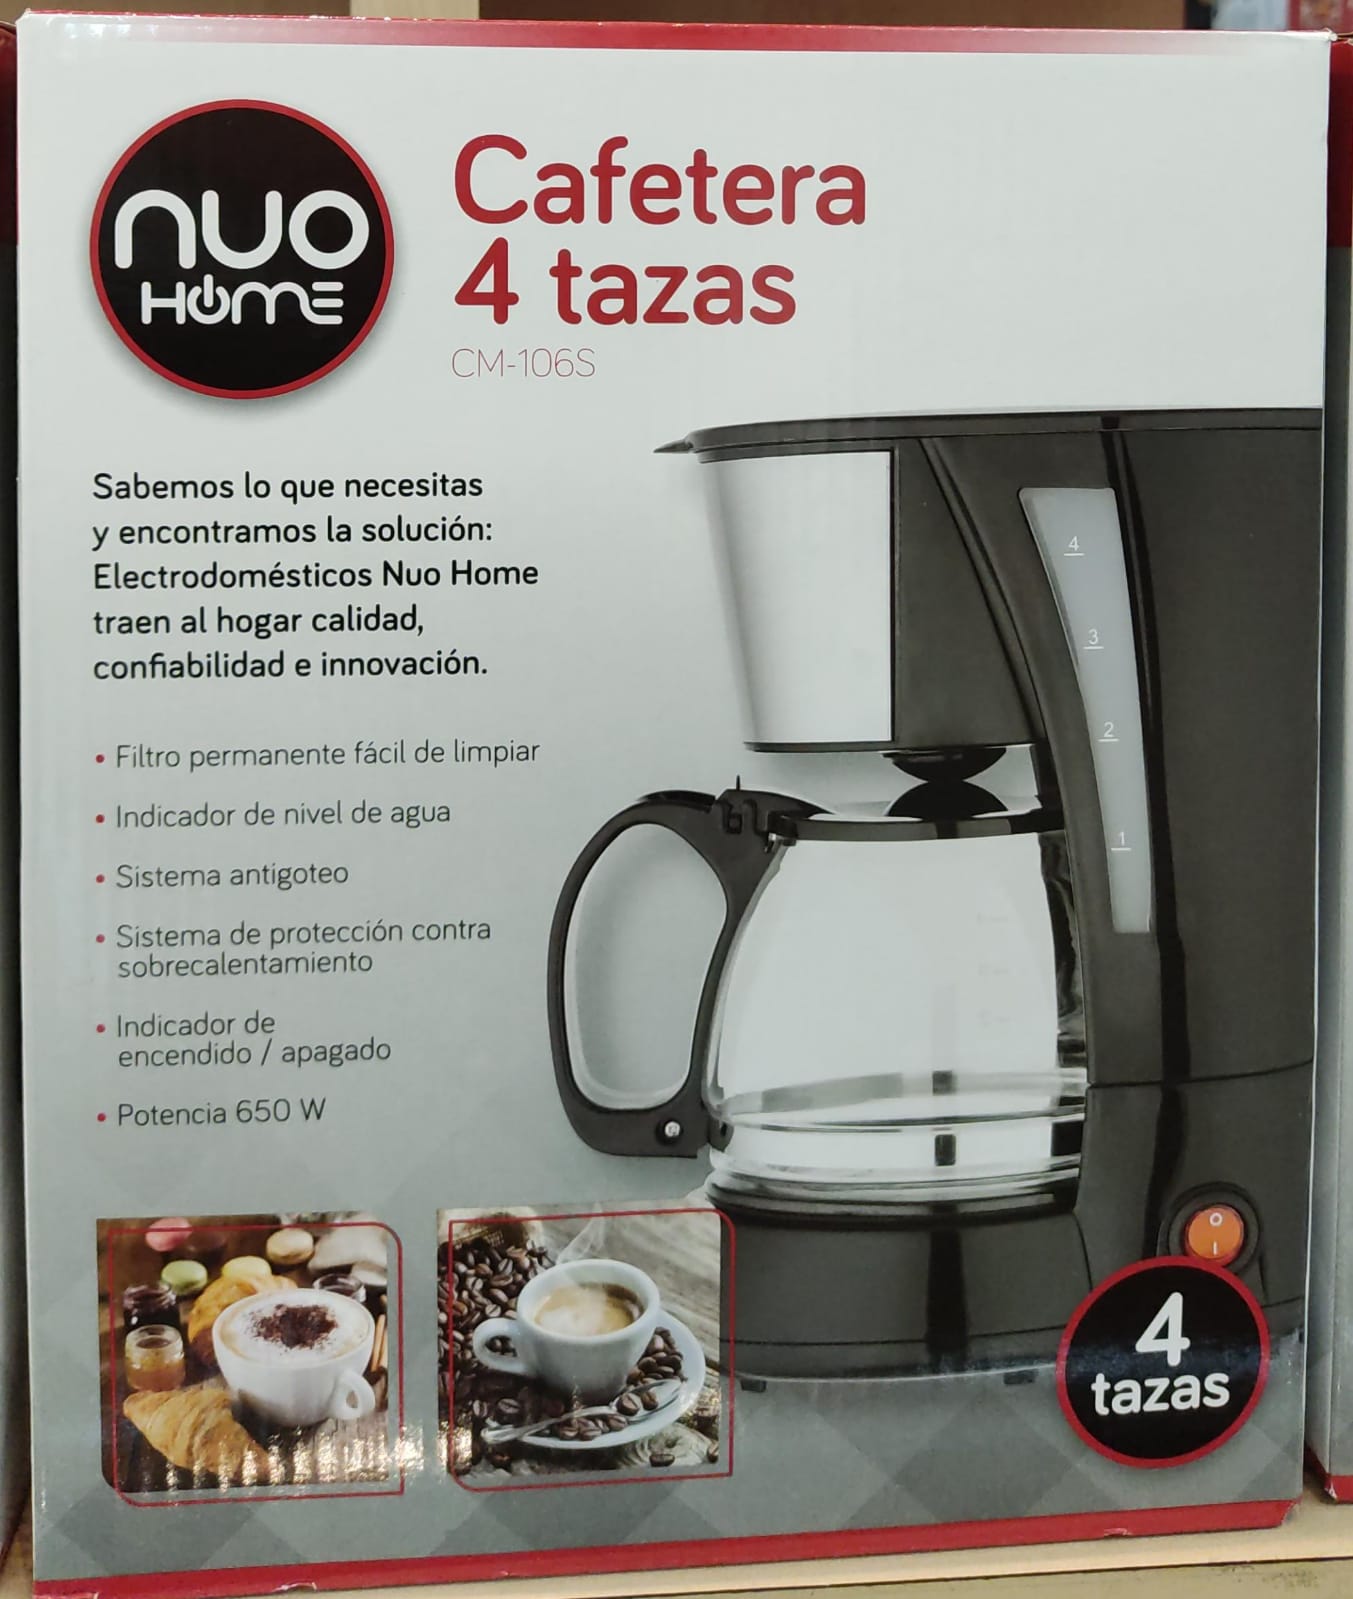 nuo
HOME
Cafetera
4 tazas
CM-106S
Sabemos lo que necesitas
y encontramos la solución:
Electrodomésticos Nuo Home
traen al hogar calidad,
confiabilidad e innovación.
• Filtro permanente fácil de limpiar
• Indicador de nivel de agua
• Sistema antigoteo
• Sistema de protección contra
sobrecalentamiento
• Indicador de
encendido / apagado
• Potencia 650 W
4
3
2
1
O
I
4
tazas